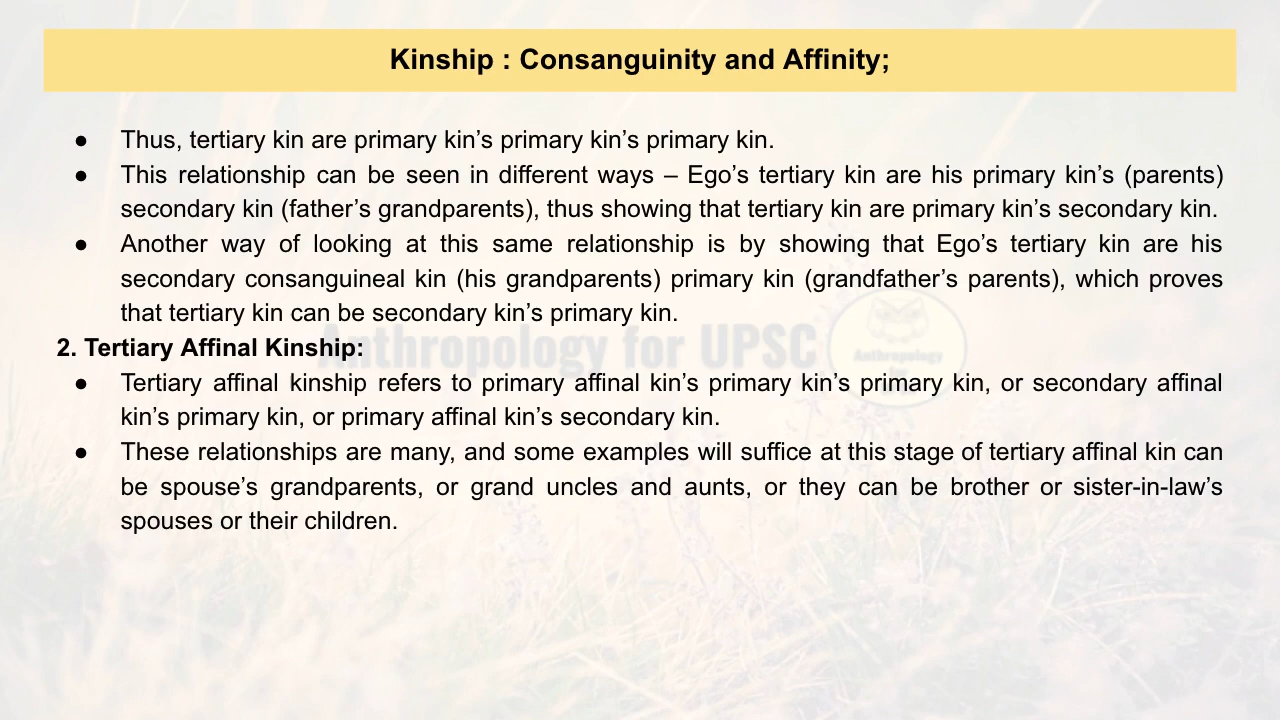 Kinship : Consanguinity and Affinity;
● Thus, tertiary kin are primary kin’s primary kin’s primary kin.
● This relationship can be seen in different ways – Ego’s tertiary kin are his primary kin’s (parents)
secondary kin (father’s grandparents), thus showing that tertiary kin are primary kin’s secondary kin.
● Another way of looking at this same relationship is by showing that Ego’s tertiary kin are his
secondary consanguineal kin (his grandparents) primary kin (grandfather’s parents), which proves
that tertiary kin can be secondary kin’s primary kin.
Anthropology for UPSC
Anthropology
2. Tertiary Affinal Kinship:
● Tertiary affinal kinship refers to primary affinal kin’s primary kin’s primary kin, or secondary affinal
kin’s primary kin, or primary affinal kin’s secondary kin.
● These relationships are many, and some examples will suffice at this stage of tertiary affinal kin can
be spouse’s grandparents, or grand uncles and aunts, or they can be brother or sister-in-law’s
spouses or their children.